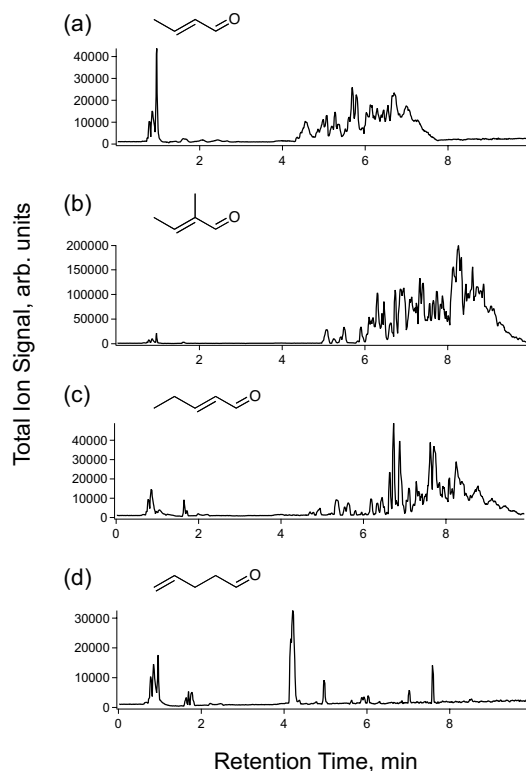 (a)
O
40000
30000
20000
10000
0
2 4 6 8
(b)
O
200000
150000
100000
50000
0
2 4 6 8
Total Ion Signal, arb. units
(c)
O
40000
30000
20000
10000
0
0 2 4 6 8
(d)
O
30000
20000
10000
0
0 2 4 6 8
Retention Time, min